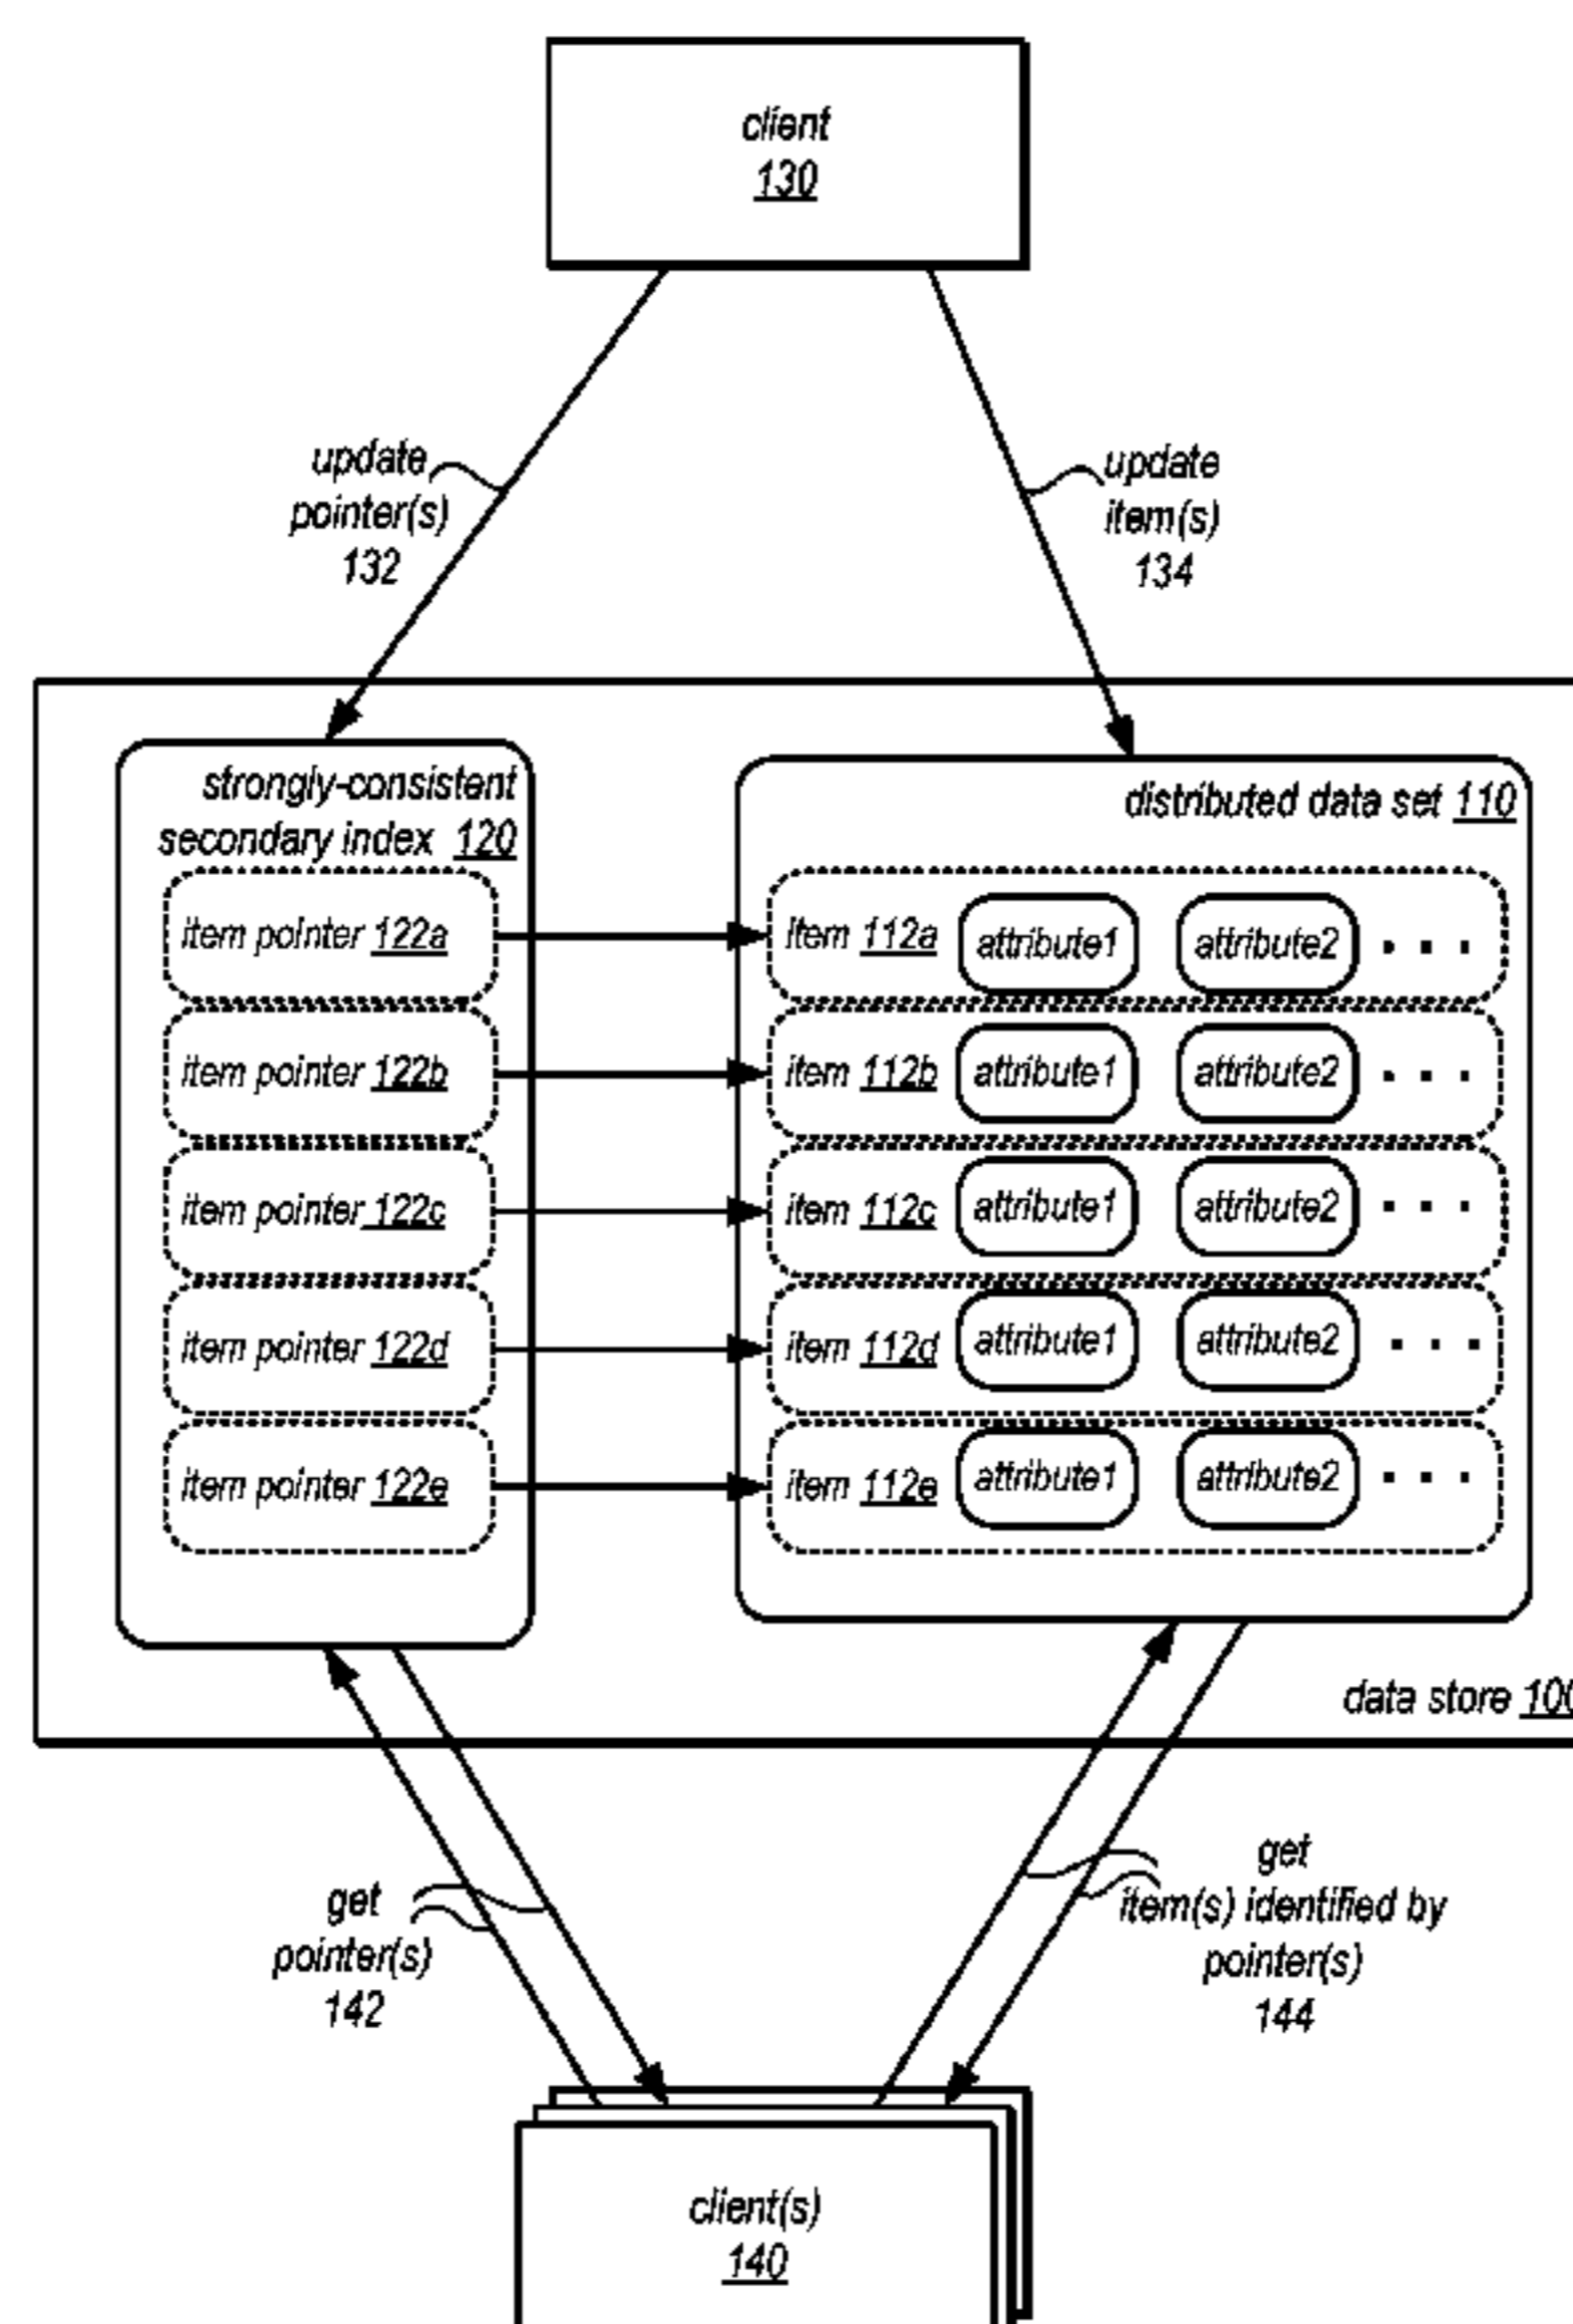 client
130
update
pointer(s)
132
update
item(s)
134
strongly-consistent
secondary index 120
distributed data set 110
item pointer 122a
item 112a attribute1 attribute2 . . .
item pointer 122b
item 112b attribute1 attribute2 . . .
item pointer 122c
item 112c attribute1 attribute2 . . .
item pointer 122d
item 112d attribute1 attribute2 . . .
item pointer 122e
item 112e attribute1 attribute2 . . .
data store 100
get
pointer(s)
142
get
item(s) identified by
pointer(s)
144
client(s)
140